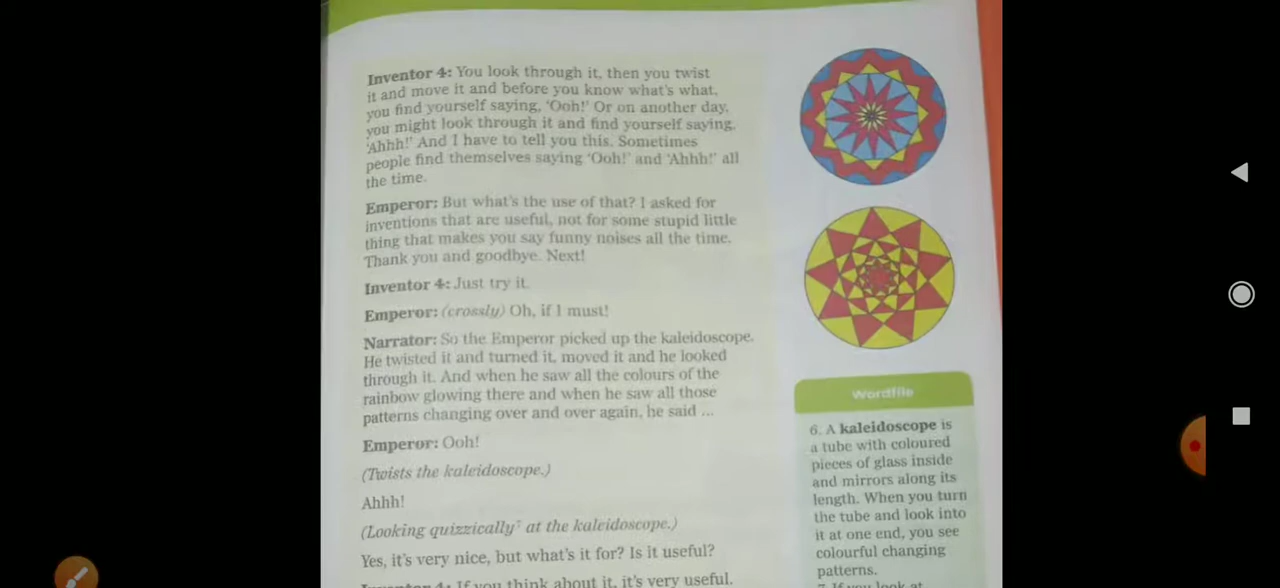 Inventor 4: You look through it, then you twist
it and move it and before you know what's what,
you find yourself saying, 'Ooh!' Or on another day,
you might look through it and find yourself saying,
'Ahhh!' And I have to tell you this. Sometimes
people find themselves saying 'Ooh!' and 'Ahhh!' all
the time.
Emperor: But what's the use of that? I asked for
inventions that are useful, not for some stupid little
thing that makes you say funny noises all the time.
Thank you and goodbye. Next!
Inventor 4: Just try it.
Emperor: (crossly) Oh, if I must!
Narrator: So the Emperor picked up the kaleidoscope.
He twisted it and turned it, moved it and he looked
through it. And when he saw all the colours of the
rainbow glowing there and when he saw all those
patterns changing over and over again, he said ...
Emperor: Ooh!
(Twists the kaleidoscope.)
Ahhh!
(Looking quizzically⁷ at the kaleidoscope.)
Yes, it's very nice, but what's it for? Is it useful?
Inventor 4: If you think about it, it's very useful.
Wordfile
6. A kaleidoscope is
a tube with coloured
pieces of glass inside
and mirrors along its
length. When you turn
the tube and look into
it at one end, you see
colourful changing
patterns.
7. If you look at